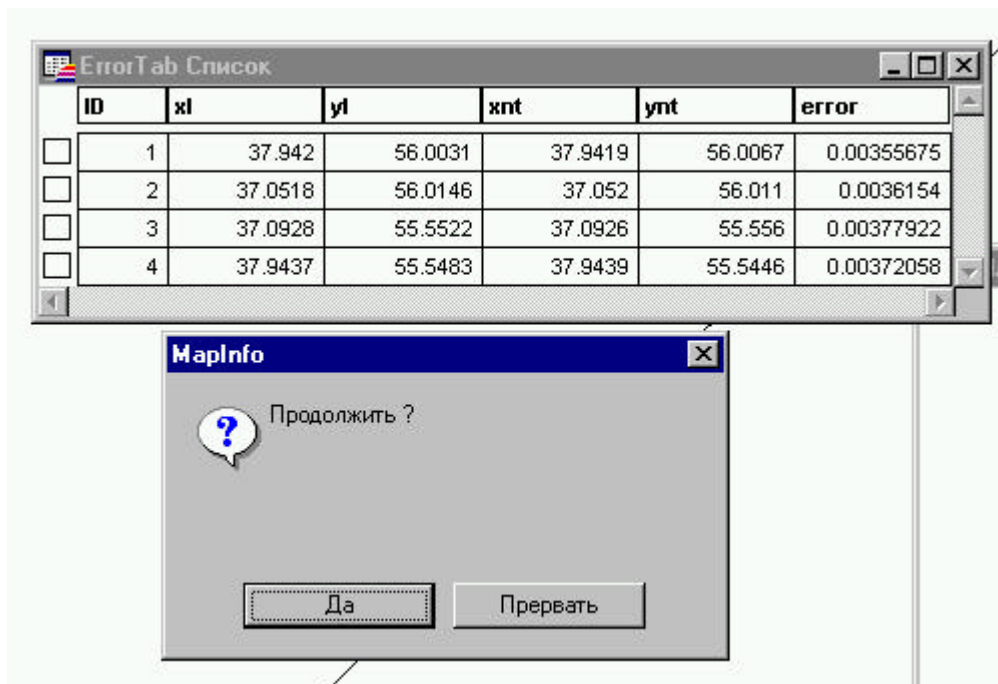 ErrorTab Список
ID xl yl xnt ynt error
1 37.942 56.0031 37.9419 56.0067 0.00355675
2 37.0518 56.0146 37.052 56.011 0.0036154
3 37.0928 55.5522 37.0926 55.556 0.00377922
4 37.9437 55.5483 37.9439 55.5446 0.00372058
MapInfo
Продолжить ?
Да Прервать